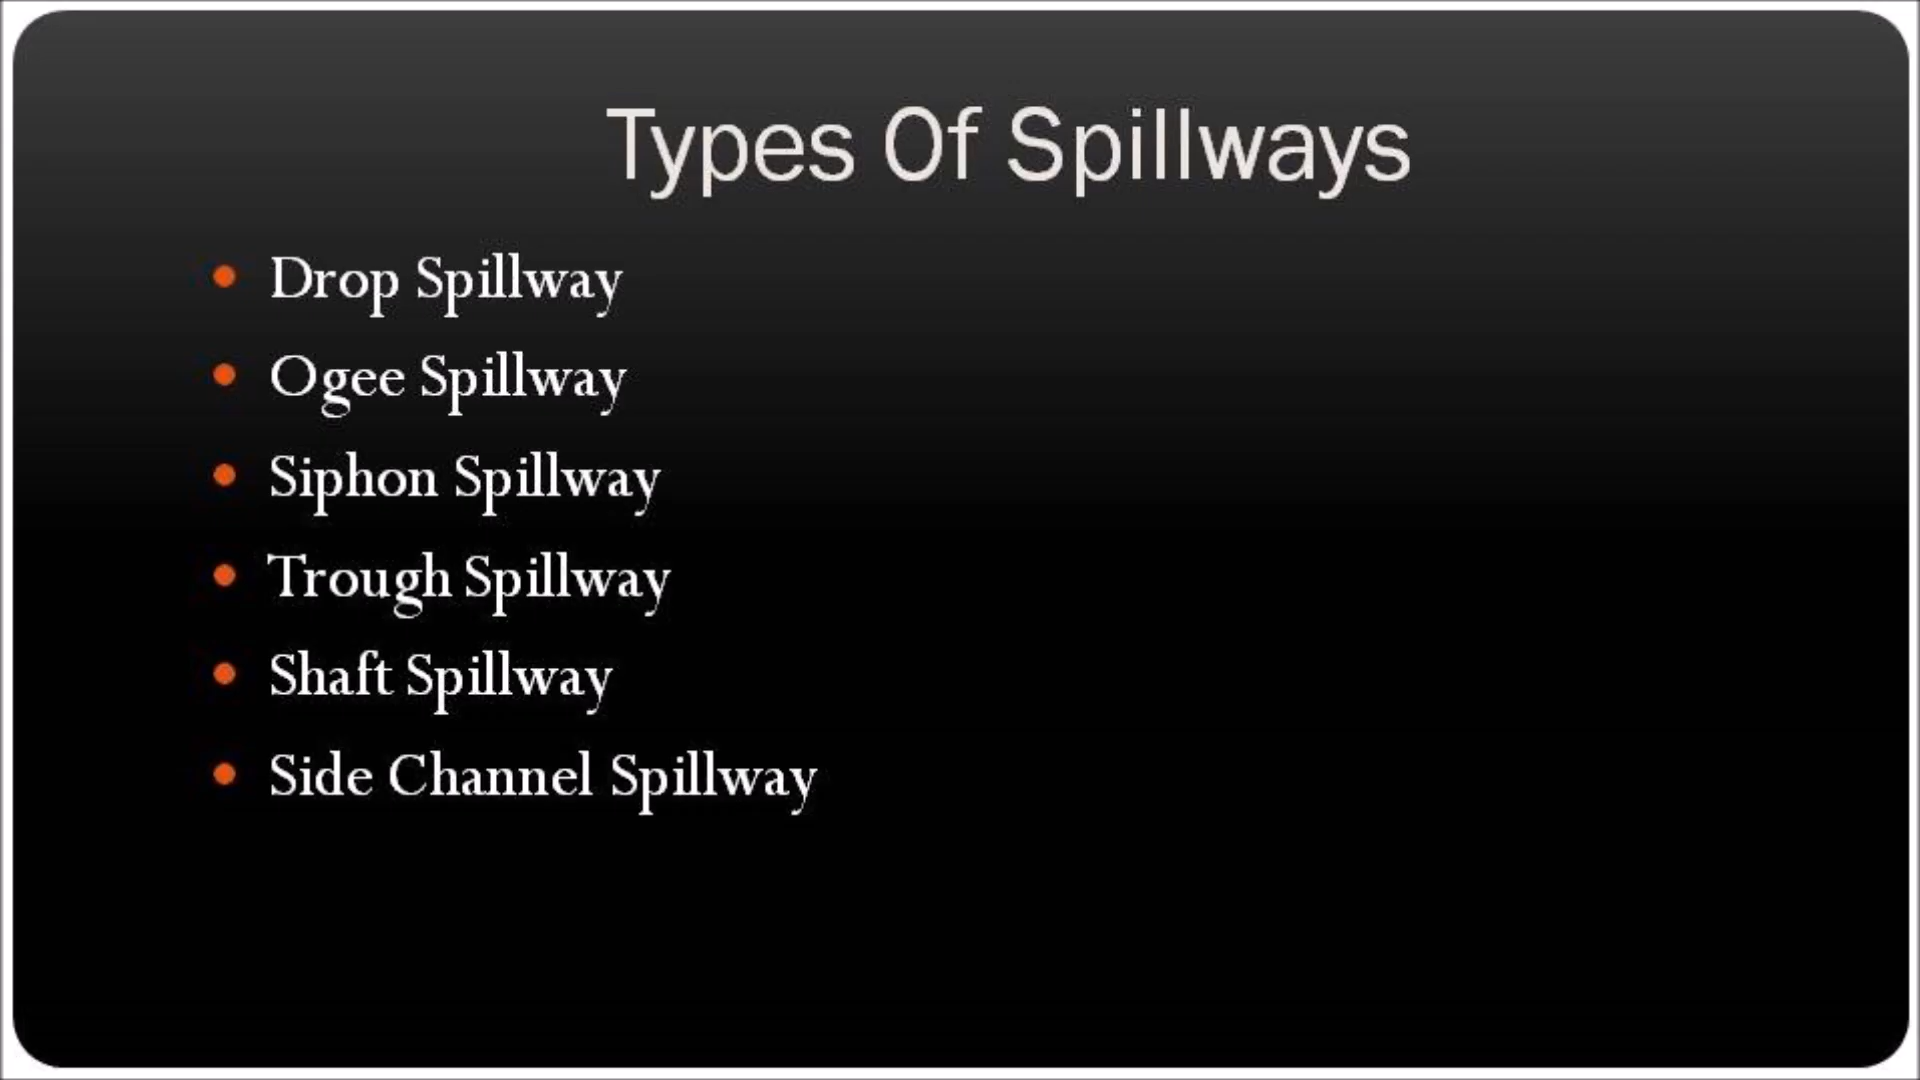 Types Of Spillways
• Drop Spillway
• Ogee Spillway
• Siphon Spillway
• Trough Spillway
• Shaft Spillway
• Side Channel Spillway